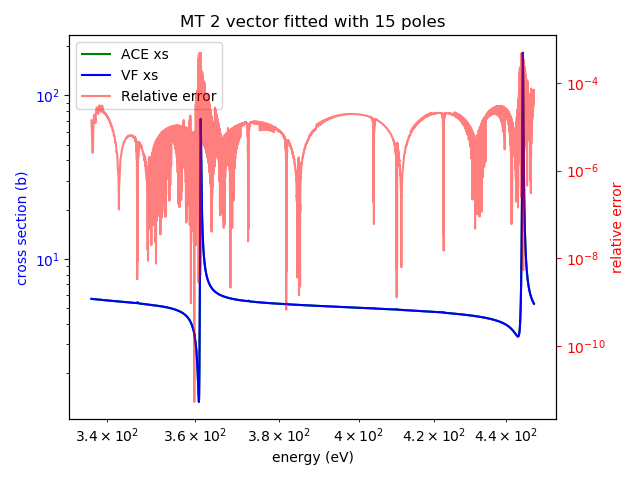 MT 2 vector fitted with 15 poles
ACE xs
VF xs
Relative error
cross section (b)
10²
10¹
relative error
10⁻⁴
10⁻⁶
10⁻⁸
10⁻¹⁰
3.4 × 10² 3.6 × 10² 3.8 × 10² 4 × 10² 4.2 × 10² 4.4 × 10²
energy (eV)